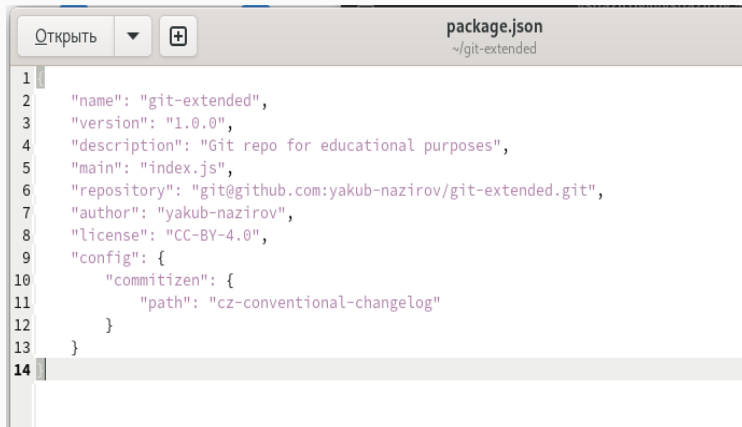 Открыть
package.json
~/git-extended
1 {
2 "name": "git-extended",
3 "version": "1.0.0",
4 "description": "Git repo for educational purposes",
5 "main": "index.js",
6 "repository": "git@github.com:yakub-nazirov/git-extended.git",
7 "author": "yakub-nazirov",
8 "license": "CC-BY-4.0",
9 "config": {
10 "commitizen": {
11 "path": "cz-conventional-changelog"
12 }
13 }
14 }